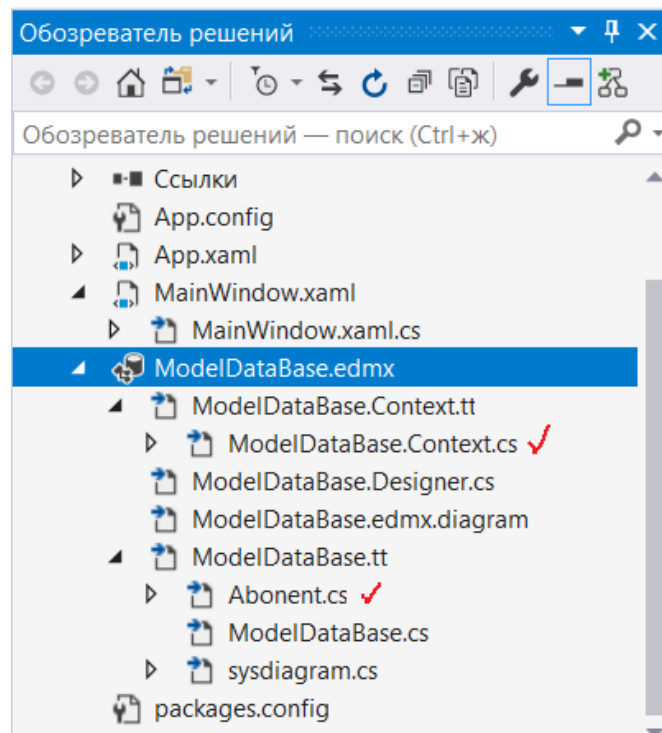 Обозреватель решений
Обозреватель решений — поиск (Ctrl+ж)
Ссылки
App.config
App.xaml
MainWindow.xaml
MainWindow.xaml.cs
ModelDataBase.edmx
ModelDataBase.Context.tt
ModelDataBase.Context.cs
ModelDataBase.Designer.cs
ModelDataBase.edmx.diagram
ModelDataBase.tt
Abonent.cs
ModelDataBase.cs
sysdiagram.cs
packages.config